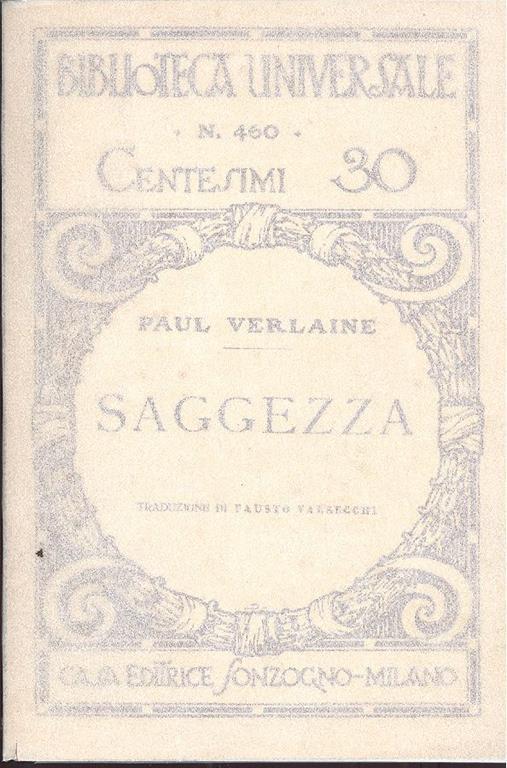 BIBLIOTECA UNIVERSALE
· N. 460 ·
CENTESIMI 30
PAUL VERLAINE
SAGGEZZA
TRADUZIONE DI FAUSTO VALSECCHI
CASA EDITRICE SONZOGNO-MILANO